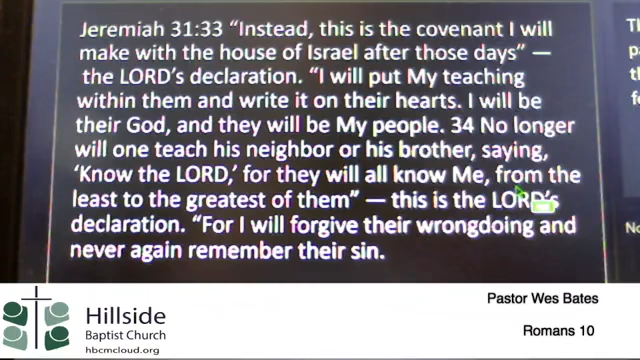 Jeremiah 31:33 “Instead, this is the covenant I will
make with the house of Israel after those days” —
the LORD’s declaration. “I will put My teaching
within them and write it on their hearts. I will be
their God, and they will be My people. 34 No longer
will one teach his neighbor or his brother, saying,
‘Know the LORD,’ for they will all know Me, from the
least to the greatest of them” — this is the LORD’s
declaration. “For I will forgive their wrongdoing and
never again remember their sin.
Hillside
Baptist Church
hbcmcloud.org
Pastor Wes Bates
Romans 10